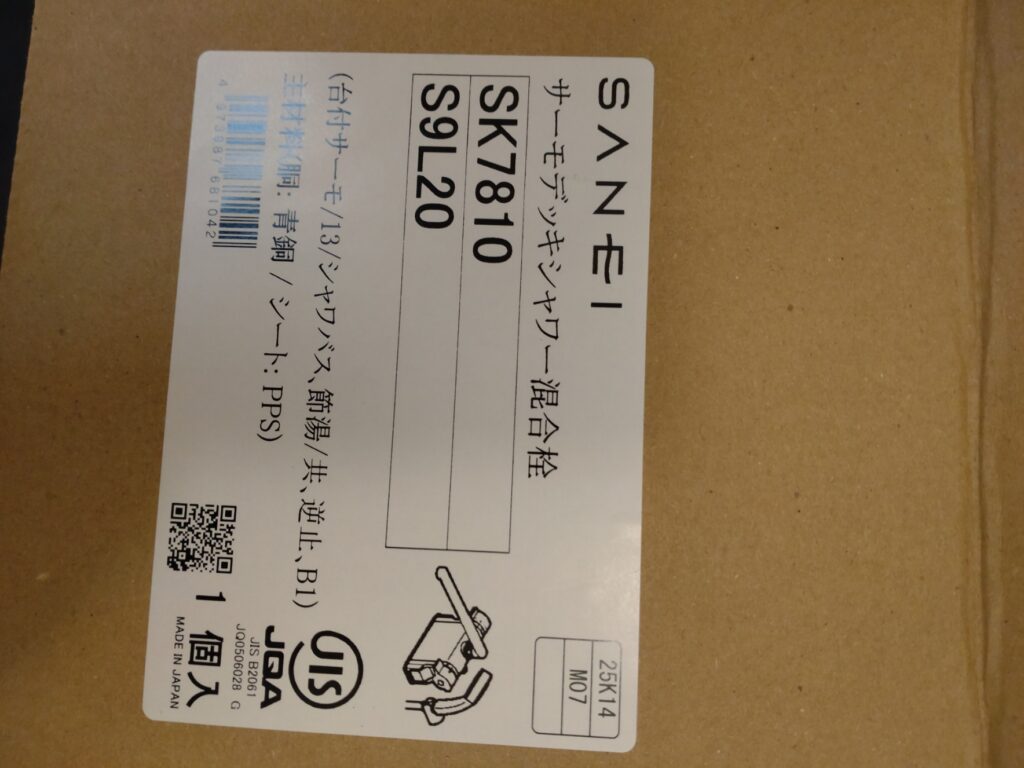 SANEI
25K14
M07
サーモデッキシャワー混合栓
SK7810
S9L20
(台付サーモ/13/シャワバス、節湯/共、逆止、B1)
主材料(胴: 青銅 / シート: PPS)
4 973987 681042
JIS
JQA
JIS B2061
JQ0506028 G
1 個入
MADE IN JAPAN